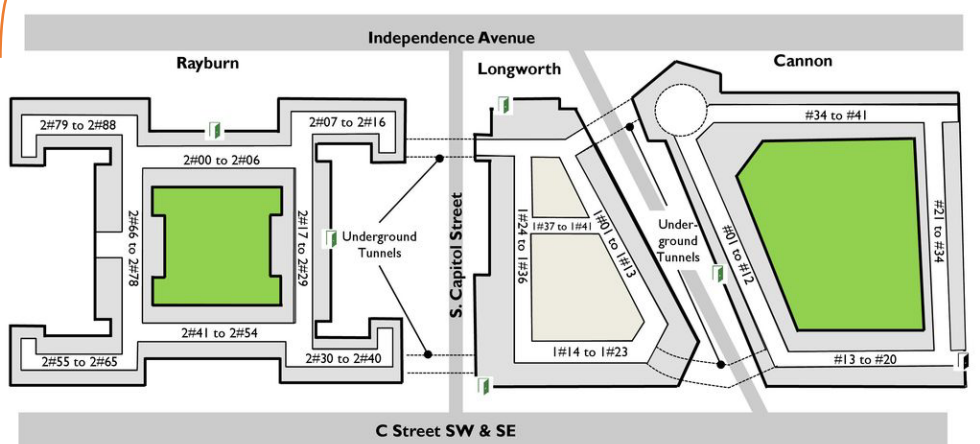 Independence Avenue
Rayburn
Longworth
Cannon
2#79 to 2#88
2#07 to 2#16
#34 to #41
2#00 to 2#06
2#66 to 2#78
2#17 to 2#29
Underground
Tunnels
S. Capitol Street
1#24 to 1#36
1#37 to 1#41
1#01 to 1#13
Under-
ground
Tunnels
#01 to #12
#21 to #34
2#41 to 2#54
2#55 to 2#65
2#30 to 2#40
1#14 to 1#23
#13 to #20
C Street SW & SE